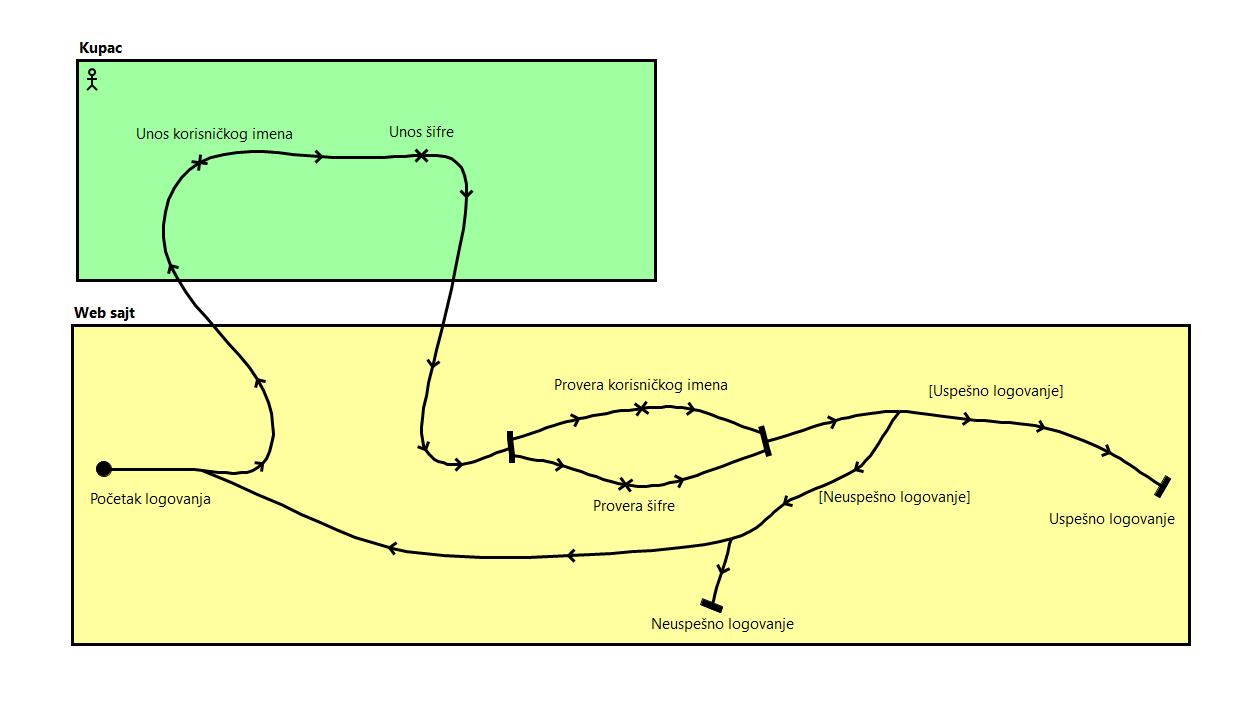 Kupac
Unos korisničkog imena
Unos šifre
Web sajt
Provera korisničkog imena
[Uspešno logovanje]
Početak logovanja
[Neuspešno logovanje]
Provera šifre
Uspešno logovanje
Neuspešno logovanje